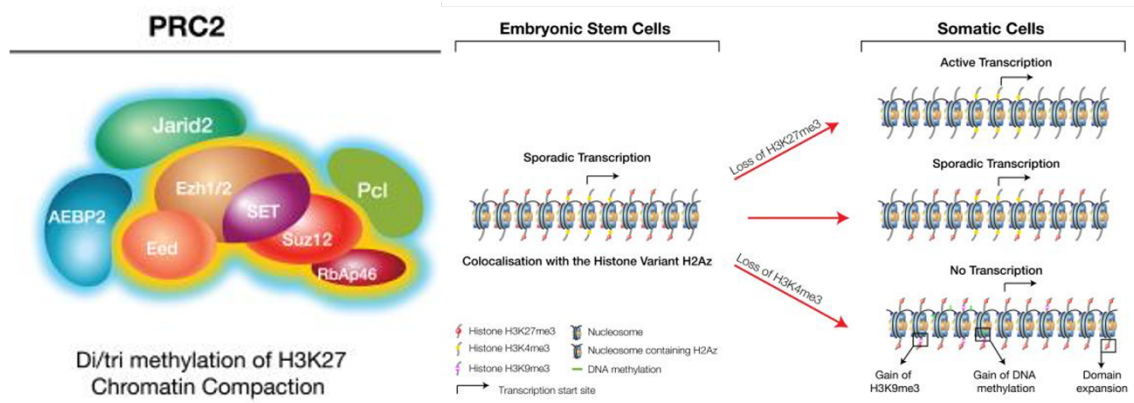 PRC2
Jarid2
Ezh1/2
Pcl
SET
AEBP2
Eed
Suz12
RbAp46
Di/tri methylation of H3K27
Chromatin Compaction
Embryonic Stem Cells
Sporadic Transcription
Colocalisation with the Histone Variant H2Az
Histone H3K27me3
Histone H3K4me3
Histone H3K9me3
Transcription start site
Nucleosome
Nucleosome containing H2Az
DNA methylation
Loss of H3K27me3
Loss of H3K4me3
Somatic Cells
Active Transcription
Sporadic Transcription
No Transcription
Gain of
H3K9me3
Gain of DNA
methylation
Domain
expansion